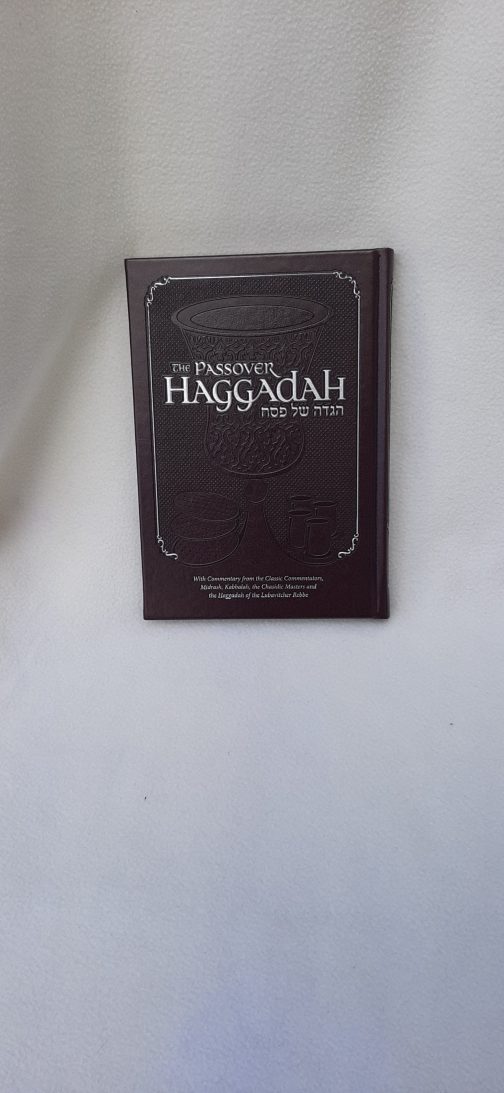 THE PASSOVER
HAGGADAH
הגדה של פסח
With Commentary from the Classic Commentators,
Midrash, Kabbalah, the Chasidic Masters and
the Haggadah of the Lubavitcher Rebbe